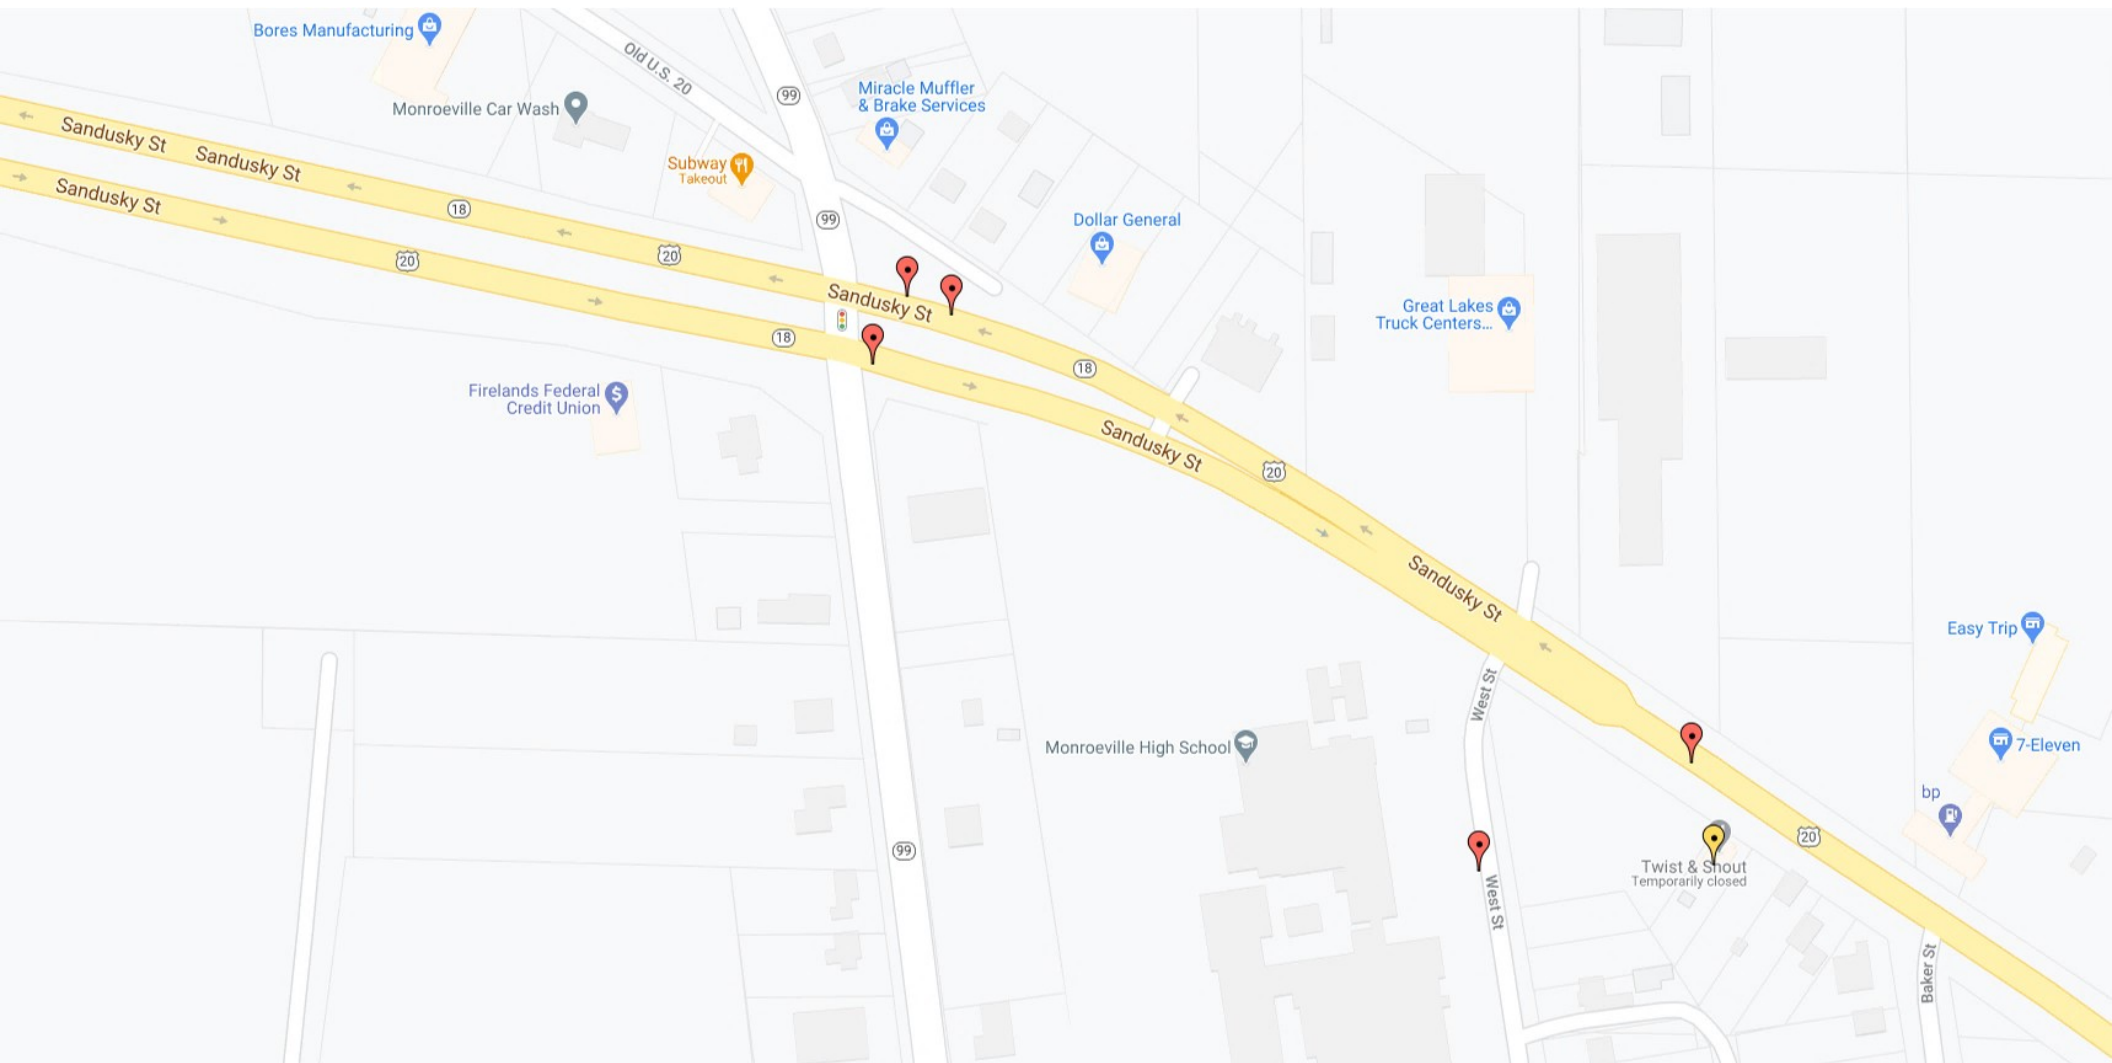 Bores Manufacturing
Old U.S. 20
99
Miracle Muffler
& Brake Services
Monroeville Car Wash
Sandusky St
Sandusky St
Subway
Takeout
Sandusky St
18
99
Dollar General
20
20
Sandusky St
Great Lakes
Truck Centers...
18
18
Firelands Federal
Credit Union
Sandusky St
20
Sandusky St
Easy Trip
West St
Monroeville High School
7-Eleven
bp
20
99
Twist & Shout
Temporarily closed
West St
Baker St